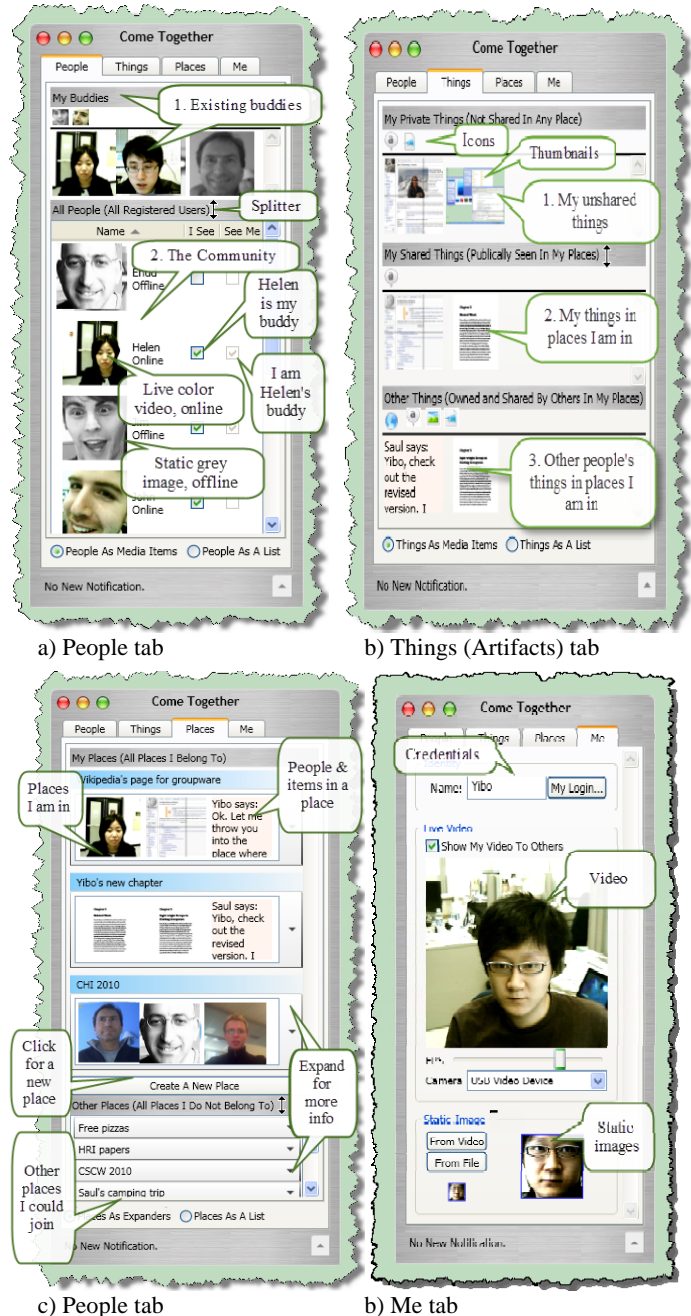 Come Together
People
Things
Places
Me
My Buddies
1. Existing buddies
All People (All Registered Users)
Splitter
Name
I See
See Me
2. The Community
Ehud
Offline
Helen is my buddy
Helen
Online
I am Helen's buddy
Live color video, online
Offline
Static grey image, offline
Online
People As Media Items
People As A List
No New Notification.
a) People tab
Come Together
People
Things
Paces
Me
My Private Things (Not Shared In Any Place)
Icons
Thumbnails
1. My unshared things
My Shared Things (Publically Seen In My Places)
2. My things in places I am in
Other Things (Owned and Shared By Others In My Places)
Saul says:
Yibo, check
out the
revised
version. I
3. Other people's things in places I am in
Things As Media Items
Things As A List
No New Notification.
b) Things (Artifacts) tab
Come Together
People
Things
Places
Me
My Places (All Places I Belong To)
Wikipedia's page for groupware
Places I am in
People & items in a place
Yibo says:
Ok. Let me
throw you
into the
place where
Yibo's new chapter
Saul says:
Yibo, check
out the
revised
version. I
CHI 2010
Click for a new place
Expand for more info
Create A New Place
Other Places (All Places I Do Not Belong To)
Free pizzas
HRI papers
CSCW 2010
Saul's camping trip
Other places I could join
Places As Expanders
Places As A List
No New Notification.
c) People tab
Come Together
People
Things
Places
Me
Credentials
Name:
Yibo
My Login...
Live Video
Show My Video To Others
Video
Camera
USB Video Device
Static Image
From Video
From File
Static images
No New Notification.
b) Me tab